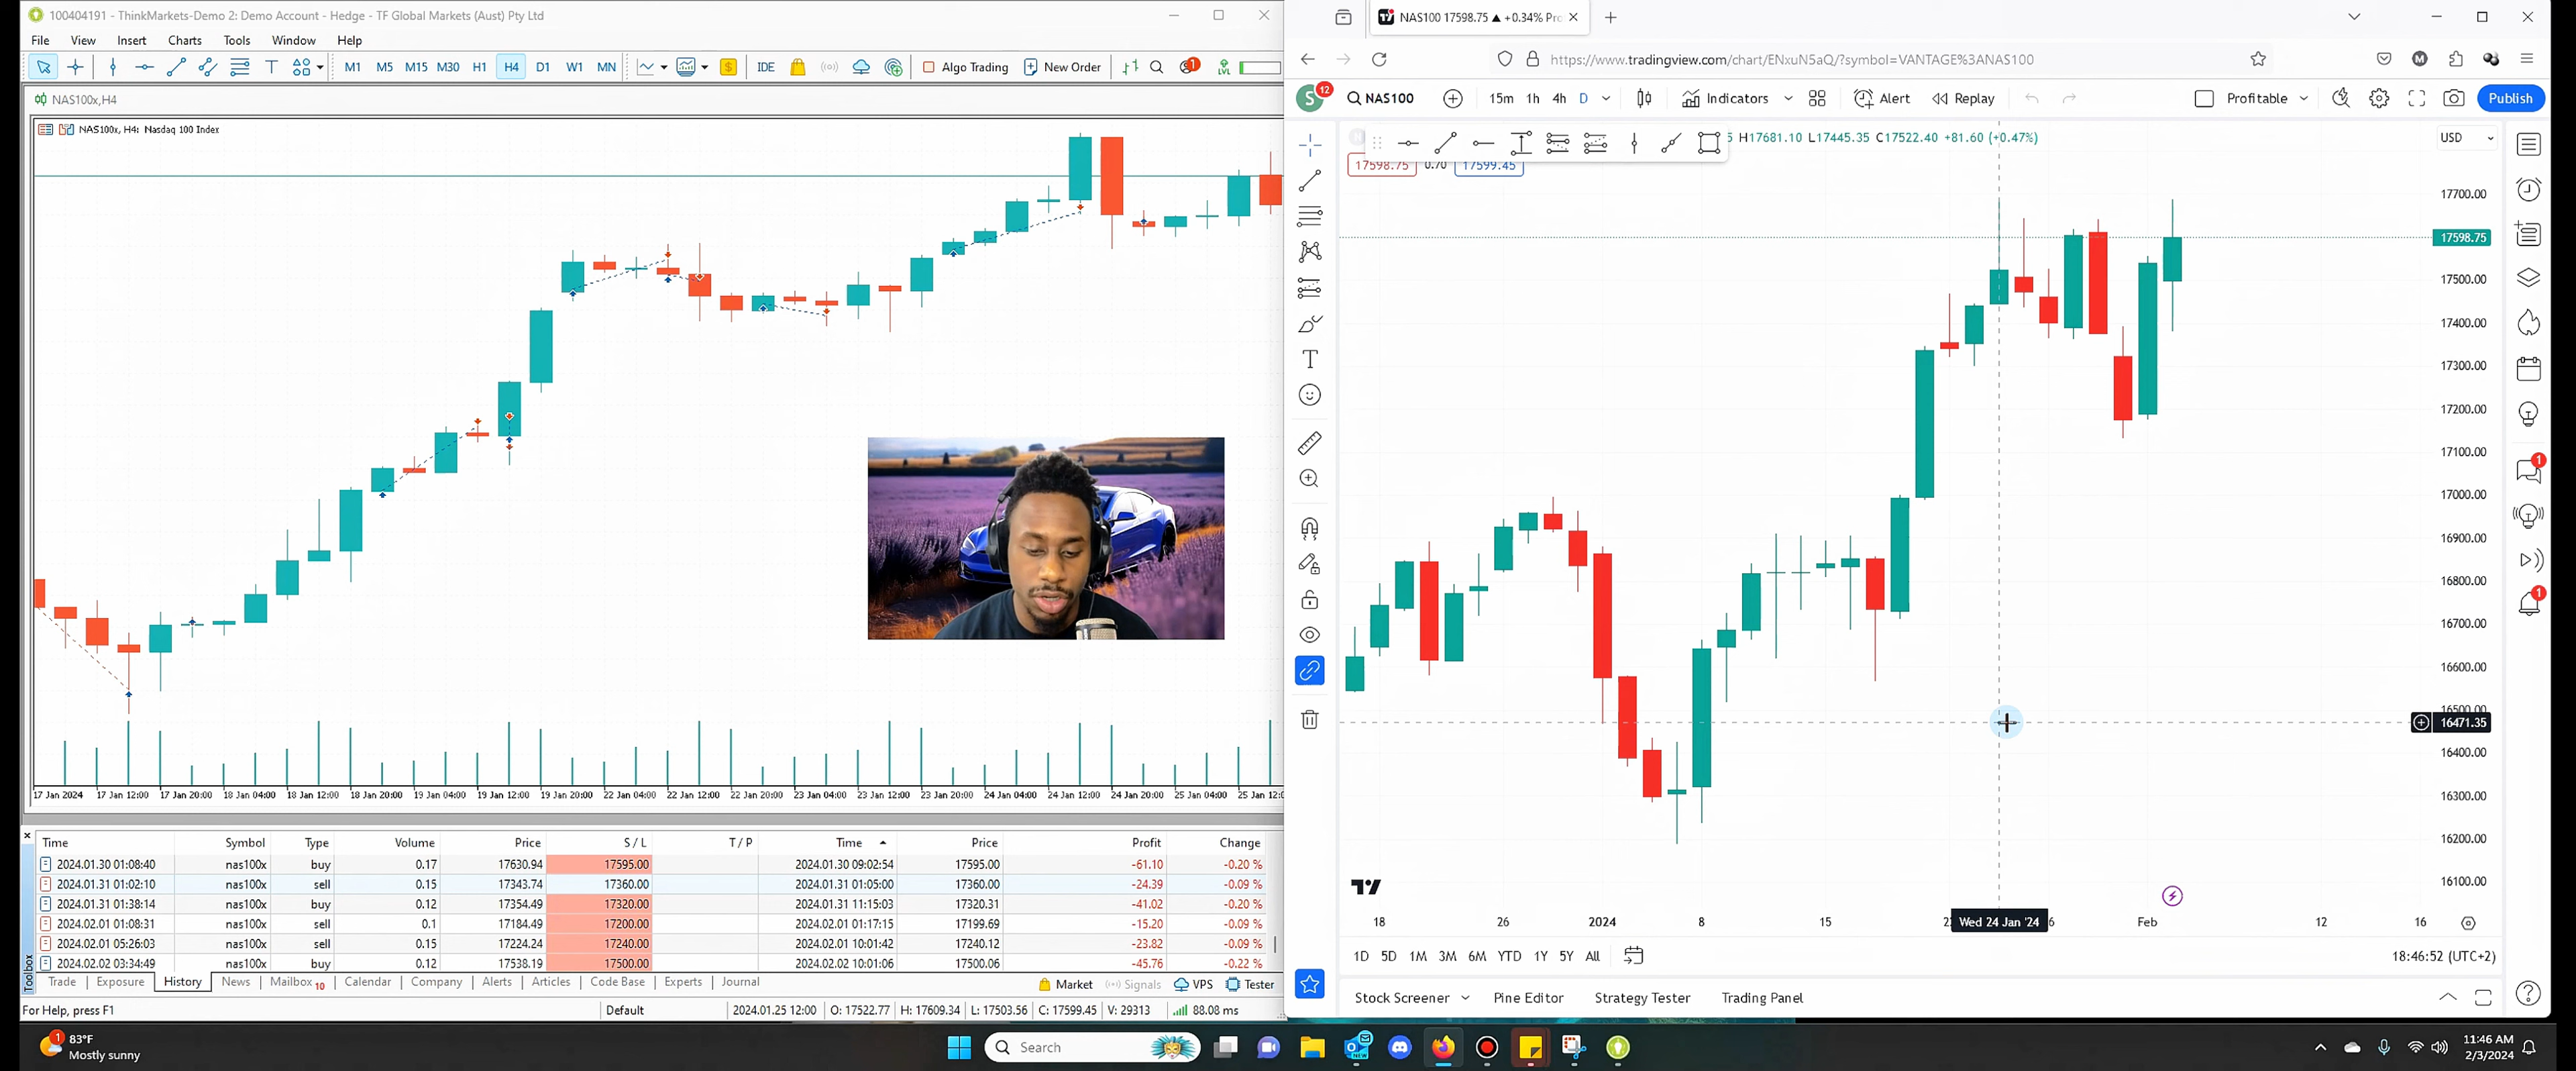 100404191 - ThinkMarkets-Demo 2: Demo Account - Hedge - TF Global Markets (Aust) Pty Ltd
File View Insert Charts Tools Window Help
M1 M5 M15 M30 H1 H4 D1 W1 MN IDE Algo Trading New Order 1 LVL
NAS100x,H4
NAS100x, H4: Nasdaq 100 Index
17 Jan 2024 17 Jan 12:00 17 Jan 20:00 18 Jan 04:00 18 Jan 12:00 18 Jan 20:00 19 Jan 04:00 19 Jan 12:00 19 Jan 20:00 22 Jan 04:00 22 Jan 12:00 22 Jan 20:00 23 Jan 04:00 23 Jan 12:00 23 Jan 20:00 24 Jan 04:00 24 Jan 12:00 24 Jan 20:00 25 Jan 04:00 25 Jan 12:0
Time Symbol Type Volume Price S / L T / P Time Price Profit Change
2024.01.30 01:08:40 nas100x buy 0.17 17630.94 17595.00 2024.01.30 09:02:54 17595.00 -61.10 -0.20 %
2024.01.31 01:02:10 nas100x sell 0.15 17343.74 17360.00 2024.01.31 01:05:00 17360.00 -24.39 -0.09 %
2024.01.31 01:38:14 nas100x buy 0.12 17354.49 17320.00 2024.01.31 11:15:03 17320.31 -41.02 -0.20 %
2024.02.01 01:08:31 nas100x sell 0.1 17184.49 17200.00 2024.02.01 01:17:15 17199.69 -15.20 -0.09 %
2024.02.01 05:26:03 nas100x sell 0.15 17224.24 17240.00 2024.02.01 10:01:42 17240.12 -23.82 -0.09 %
2024.02.02 03:34:49 nas100x buy 0.12 17538.19 17500.00 2024.02.02 10:01:06 17500.06 -45.76 -0.22 %
Toolbox
Trade Exposure History News Mailbox 10 Calendar Company Alerts Articles Code Base Experts Journal Market Signals VPS Tester
For Help, press F1 Default 2024.01.25 12:00 O: 17522.77 H: 17609.34 L: 17503.56 C: 17599.45 V: 29313 88.08 ms
NAS100 17598.75 ▲ +0.34% Pr
https://www.tradingview.com/chart/ENxuN5aQ/?symbol=VANTAGE%3ANAS100
M
S 12 NAS100 15m 1h 4h D Indicators Alert Replay Profitable Publish
5 H17681.10 L17445.35 C17522.40 +81.60 (+0.47%) USD
17598.75 0.70 17599.45
T
17700.00
17598.75
17500.00
17400.00
17300.00
17200.00
17100.00
17000.00
16900.00
16800.00
16700.00
16600.00
16500.00
16471.35
16400.00
16300.00
16200.00
16100.00
1
1
18 26 2024 8 15 Wed 24 Jan '24 6 Feb 12 16
1D 5D 1M 3M 6M YTD 1Y 5Y All 18:46:52 (UTC+2)
Stock Screener Pine Editor Strategy Tester Trading Panel
1 83°F
Mostly sunny
Search
NEW
11:46 AM
2/3/2024